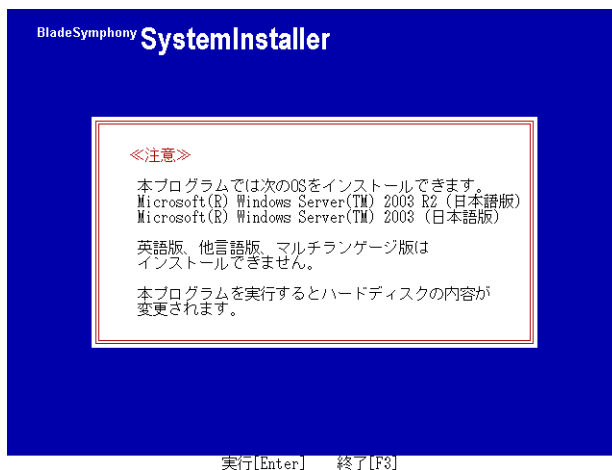 BladeSymphony SystemInstaller
≪注意≫
本プログラムでは次のOSをインストールできます。
Microsoft(R) Windows Server(TM) 2003 R2 (日本語版)
Microsoft(R) Windows Server(TM) 2003 (日本語版)
英語版、他言語版、マルチランゲージ版は
インストールできません。
本プログラムを実行するとハードディスクの内容が
変更されます。
実行[Enter] 終了[F3]